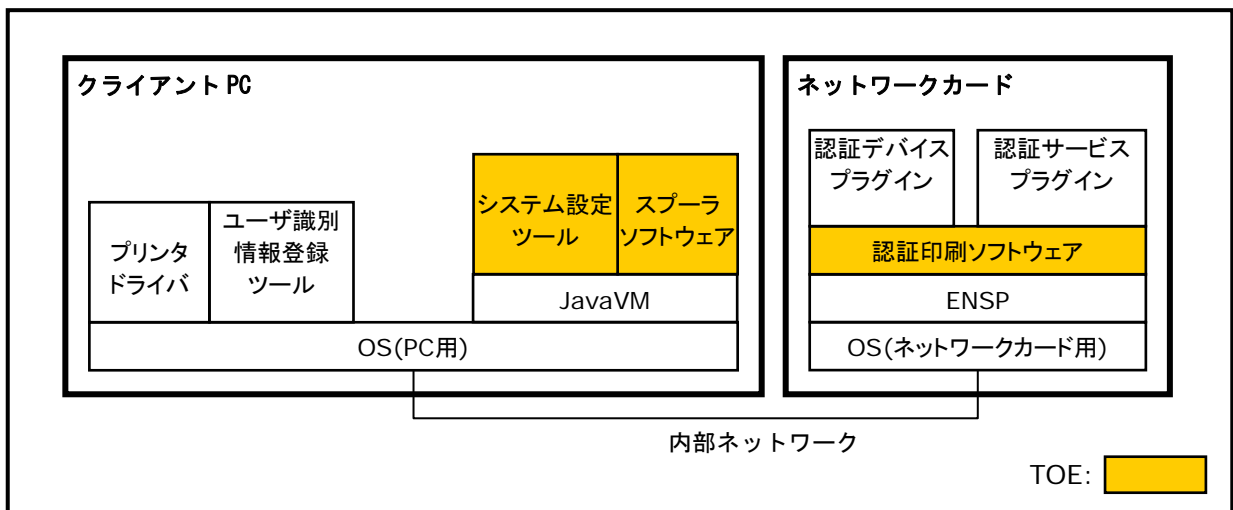 クライアント PC
プリンタ
ドライバ
ユーザ識別
情報登録
ツール
システム設定
ツール
スプーラ
ソフトウェア
JavaVM
OS(PC用)
ネットワークカード
認証デバイス
プラグイン
認証サービス
プラグイン
認証印刷ソフトウェア
ENSP
OS(ネットワークカード用)
内部ネットワーク
TOE: